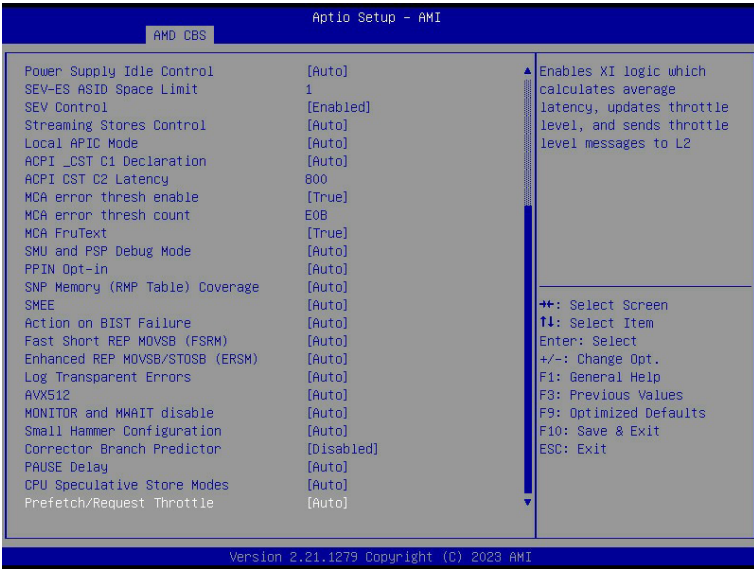 Aptio Setup – AMI
AMD CBS
Power Supply Idle Control [Auto]
SEV-ES ASID Space Limit 1
SEV Control [Enabled]
Streaming Stores Control [Auto]
Local APIC Mode [Auto]
ACPI _CST C1 Declaration [Auto]
ACPI CST C2 Latency 800
MCA error thresh enable [True]
MCA error thresh count E0B
MCA FruText [True]
SMU and PSP Debug Mode [Auto]
PPIN Opt-in [Auto]
SNP Memory (RMP Table) Coverage [Auto]
SMEE [Auto]
Action on BIST Failure [Auto]
Fast Short REP MOVSB (FSRM) [Auto]
Enhanced REP MOVSB/STOSB (ERSM) [Auto]
Log Transparent Errors [Auto]
AVX512 [Auto]
MONITOR and MWAIT disable [Auto]
Small Hammer Configuration [Auto]
Corrector Branch Predictor [Disabled]
PAUSE Delay [Auto]
CPU Speculative Store Modes [Auto]
Prefetch/Request Throttle [Auto]
Enables XI logic which
calculates average
latency, updates throttle
level, and sends throttle
level messages to L2
→←: Select Screen
↑↓: Select Item
Enter: Select
+/-: Change Opt.
F1: General Help
F3: Previous Values
F9: Optimized Defaults
F10: Save & Exit
ESC: Exit
Version 2.21.1279 Copyright (C) 2023 AMI